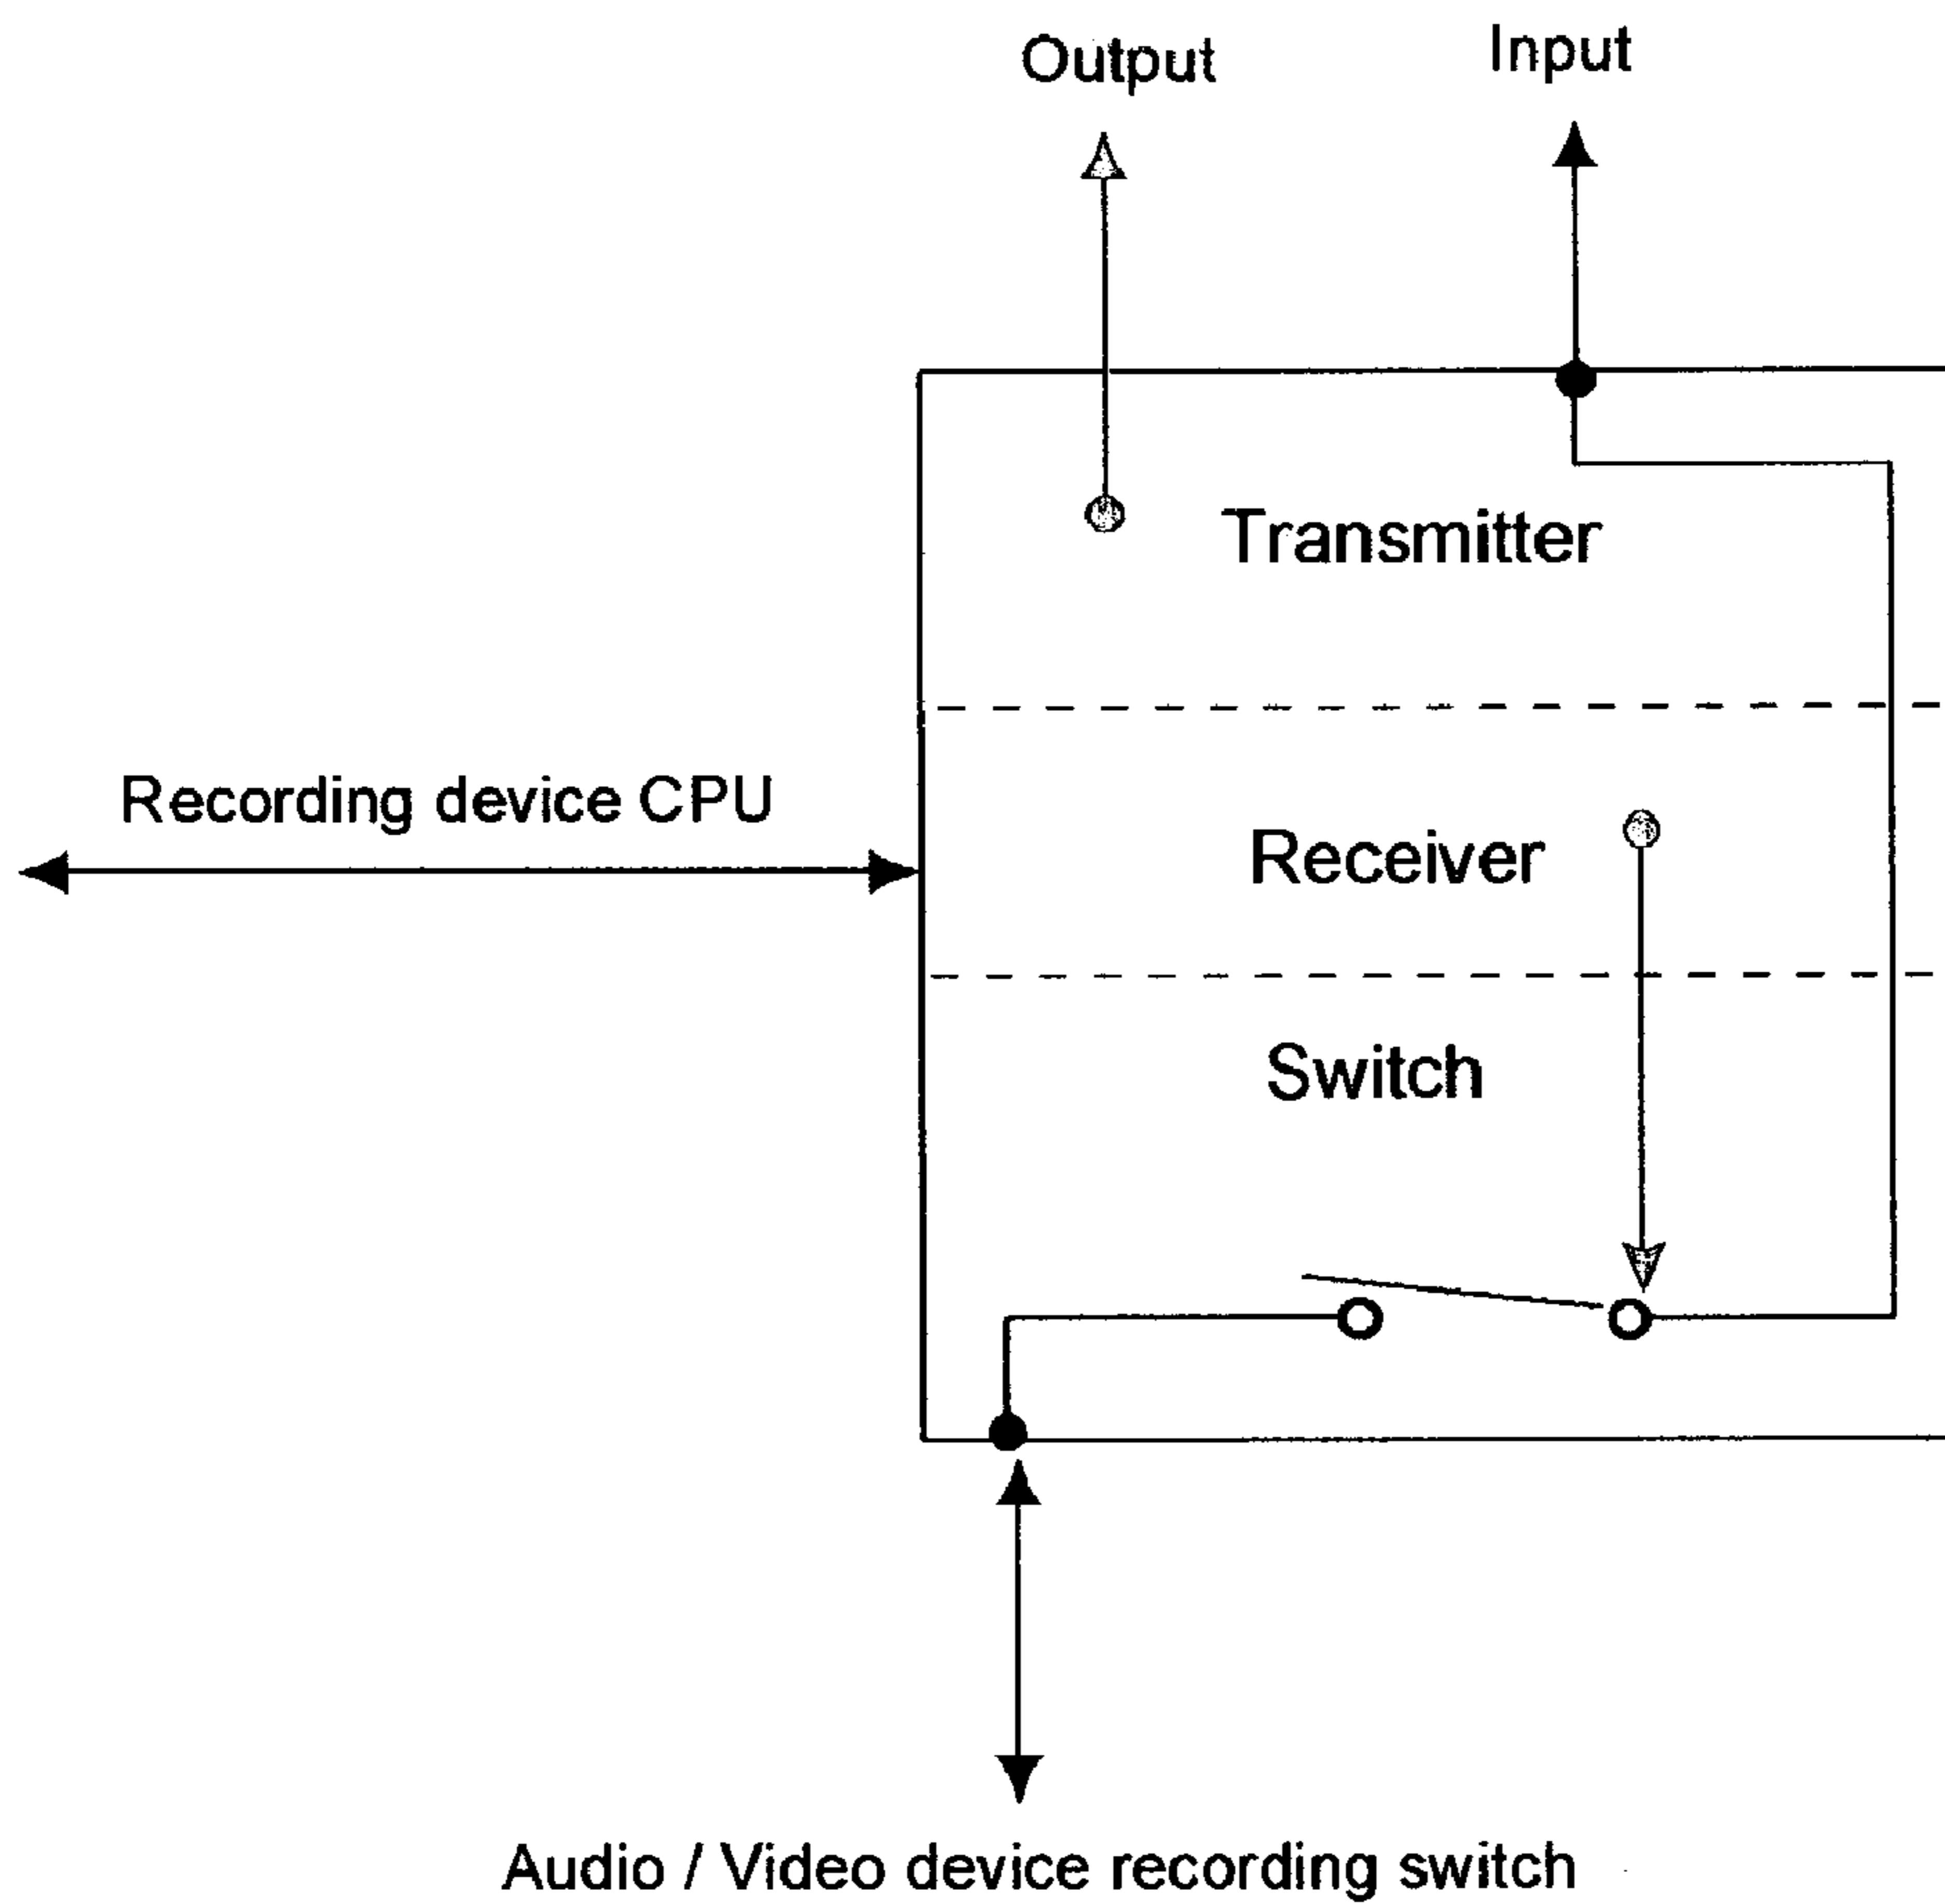 Output
Input
Transmitter
Recording device CPU
Receiver
Switch
Audio / Video device recording switch